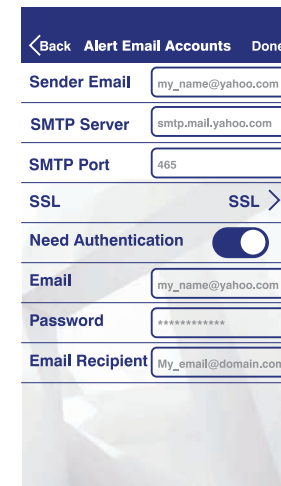 Back Alert Email Accounts Done
Sender Email my_name@yahoo.com
SMTP Server smtp.mail.yahoo.com
SMTP Port 465
SSL SSL
Need Authentication
Email my_name@yahoo.com
Password ************
Email Recipient My_email@domain.com